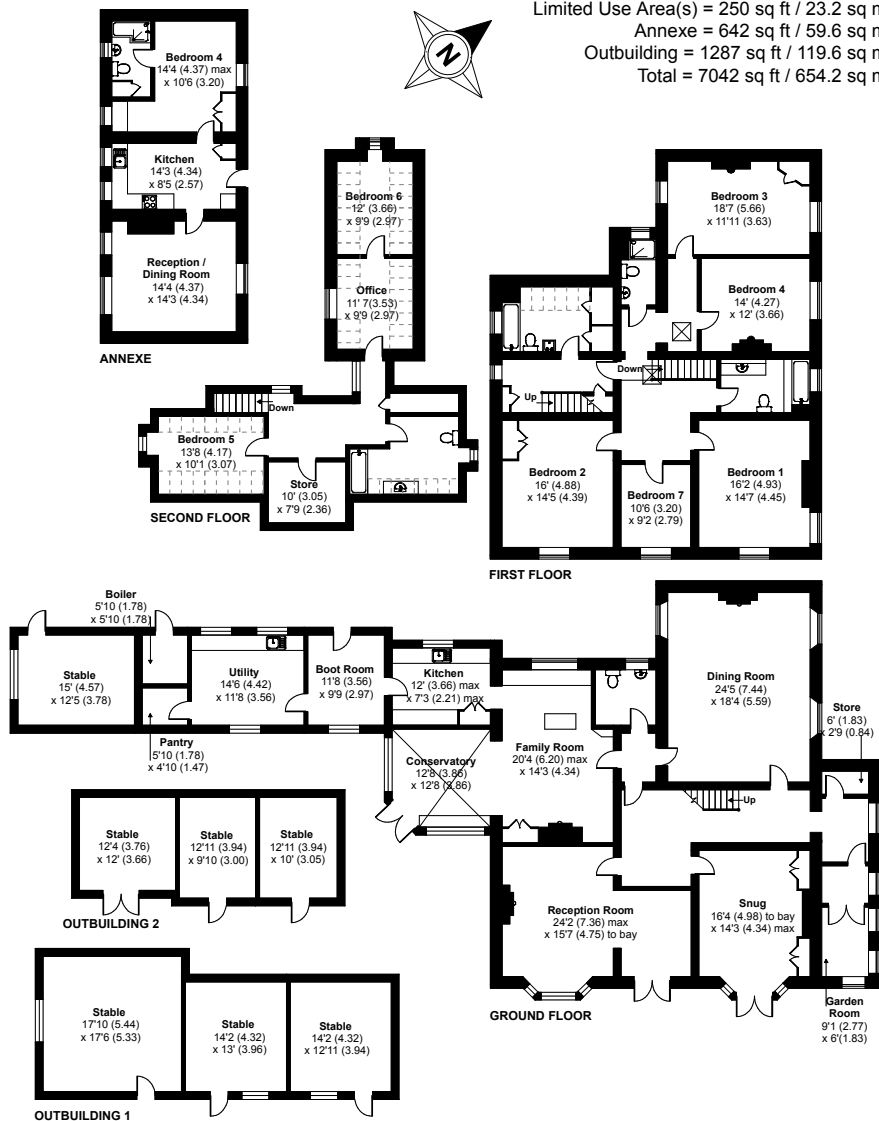 Limited Use Area(s) = 250 sq ft / 23.2 sq m
Annexe = 642 sq ft / 59.6 sq m
Outbuilding = 1287 sq ft / 119.6 sq m
Total = 7042 sq ft / 654.2 sq m
N
Bedroom 4
14'4 (4.37) max
x 10'6 (3.20)
Kitchen
14'3 (4.34)
x 8'5 (2.57)
Reception /
Dining Room
14'4 (4.37)
x 14'3 (4.34)
ANNEXE
Bedroom 6
12' (3.66)
x 9'9 (2.97)
Office
11' 7(3.53)
x 9'9 (2.97)
Down
Bedroom 5
13'8 (4.17)
x 10'1 (3.07)
Store
10' (3.05)
x 7'9 (2.36)
SECOND FLOOR
Bedroom 3
18'7 (5.66)
x 11'11 (3.63)
Bedroom 4
14' (4.27)
x 12' (3.66)
Down
Up
Bedroom 2
16' (4.88)
x 14'5 (4.39)
Bedroom 7
10'6 (3.20)
x 9'2 (2.79)
Bedroom 1
16'2 (4.93)
x 14'7 (4.45)
FIRST FLOOR
Boiler
5'10 (1.78)
x 5'10 (1.78)
Stable
15' (4.57)
x 12'5 (3.78)
Utility
14'6 (4.42)
x 11'8 (3.56)
Boot Room
11'8 (3.56)
x 9'9 (2.97)
Kitchen
12' (3.66) max
x 7'3 (2.21) max
Pantry
5'10 (1.78)
x 4'10 (1.47)
Conservatory
12'8 (3.86)
x 12'8 (3.86)
Family Room
20'4 (6.20) max
x 14'3 (4.34)
Dining Room
24'5 (7.44)
x 18'4 (5.59)
Store
6' (1.83)
x 2'9 (0.84)
Up
Reception Room
24'2 (7.36) max
x 15'7 (4.75) to bay
Snug
16'4 (4.98) to bay
x 14'3 (4.34) max
Garden
Room
9'1 (2.77)
x 6'(1.83)
GROUND FLOOR
Stable
12'4 (3.76)
x 12' (3.66)
Stable
12'11 (3.94)
x 9'10 (3.00)
Stable
12'11 (3.94)
x 10' (3.05)
OUTBUILDING 2
Stable
17'10 (5.44)
x 17'6 (5.33)
Stable
14'2 (4.32)
x 13' (3.96)
Stable
14'2 (4.32)
x 12'11 (3.94)
OUTBUILDING 1